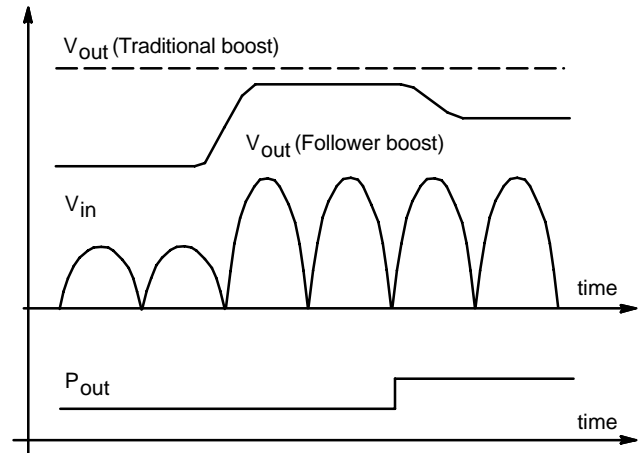 Vout (Traditional boost)
Vout (Follower boost)
Vin
time
Pout
time